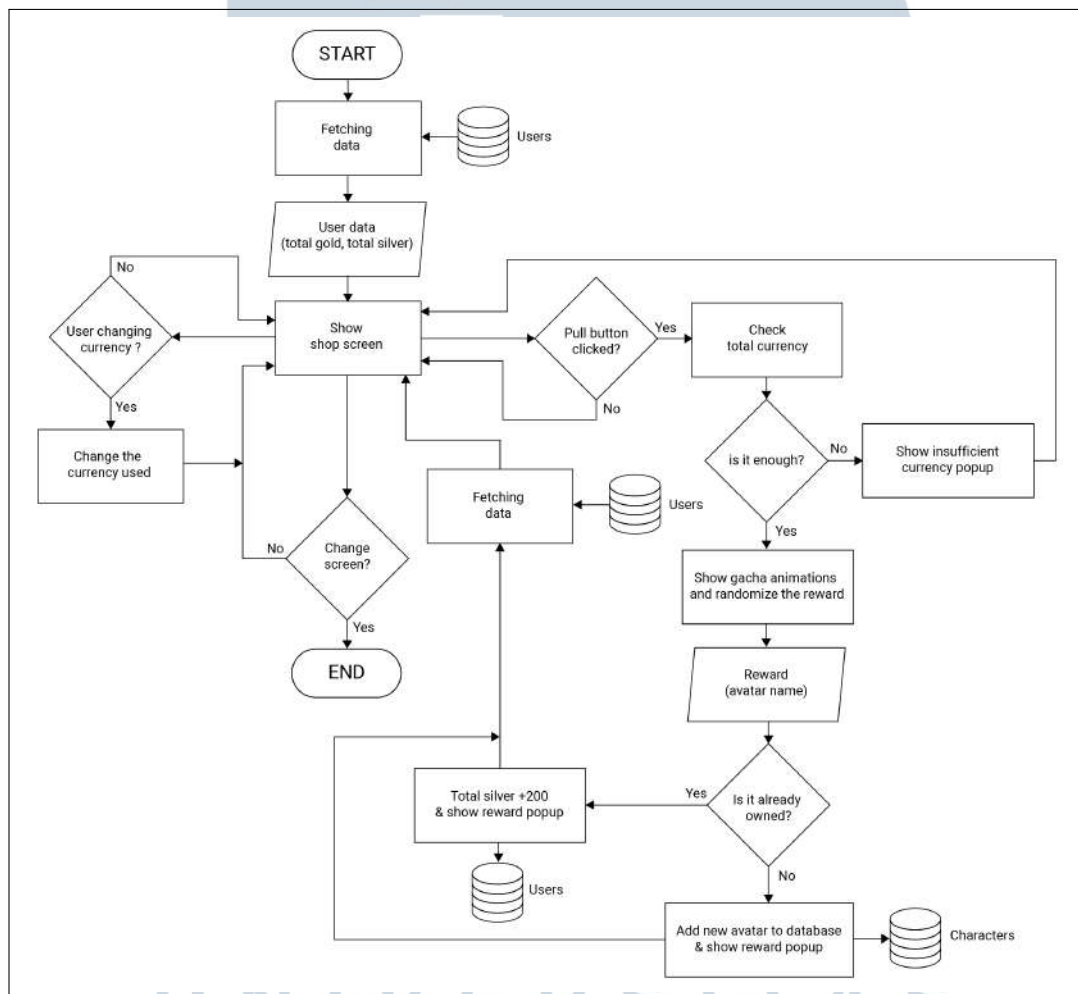 START
Fetching
data
Users
User data
(total gold, total silver)
No
User changing
currency ?
Show
shop screen
Pull button
clicked?
Yes
Check
total currency
No
Yes
Change the
currency used
is it enough?
No
Show insufficient
currency popup
Fetching
data
Users
No
Change
screen?
Yes
Yes
Show gacha animations
and randomize the reward
END
Reward
(avatar name)
Total silver +200
& show reward popup
Yes
Is it already
owned?
Users
No
Add new avatar to database
& show reward popup
Characters